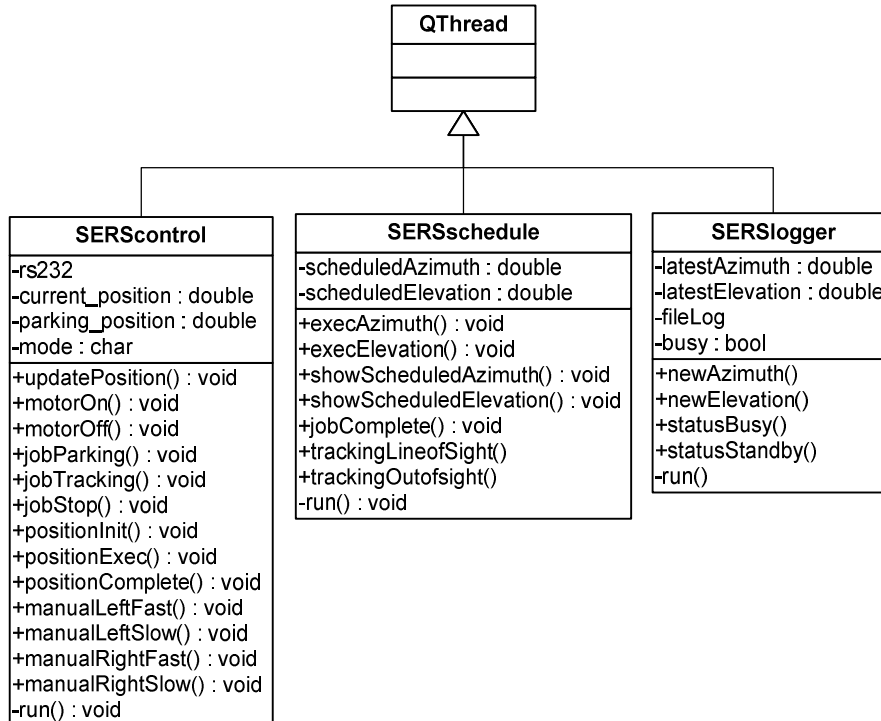 QThread
SERScontrol
-rs232
-current_position : double
-parking_position : double
-mode : char
+updatePosition() : void
+motorOn() : void
+motorOff() : void
+jobParking() : void
+jobTracking() : void
+jobStop() : void
+positionInit() : void
+positionExec() : void
+positionComplete() : void
+manualLeftFast() : void
+manualLeftSlow() : void
+manualRightFast() : void
+manualRightSlow() : void
-run() : void
SERSschedule
-scheduledAzimuth : double
-scheduledElevation : double
+execAzimuth() : void
+execElevation() : void
+showScheduledAzimuth() : void
+showScheduledElevation() : void
+jobComplete() : void
+trackingLineofSight()
+trackingOutofsight()
-run() : void
SERSlogger
-latestAzimuth : double
-latestElevation : double
-fileLog
-busy : bool
+newAzimuth()
+newElevation()
+statusBusy()
+statusStandby()
-run()